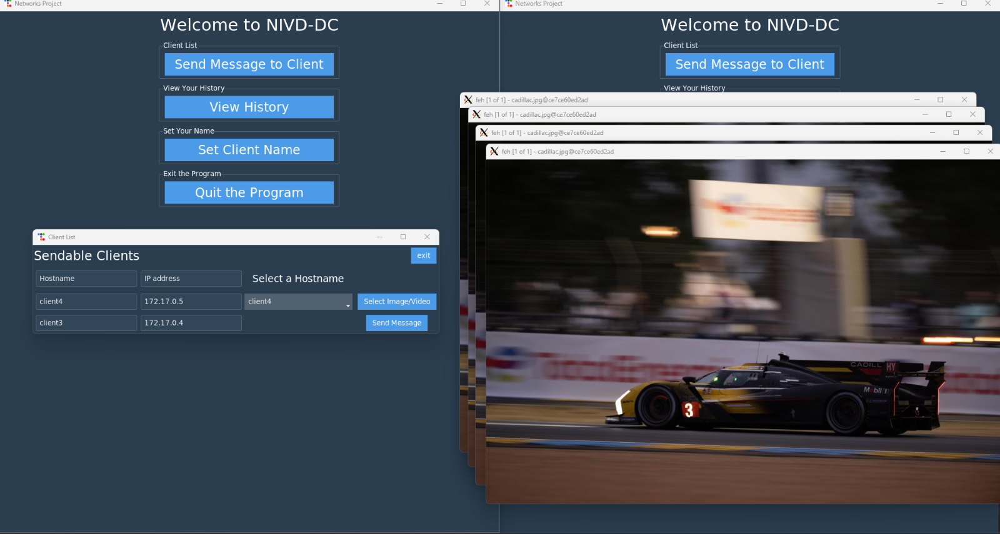 Networks Project
Welcome to NIVD-DC
Client List
Send Message to Client
View Your History
View History
Set Your Name
Set Client Name
Exit the Program
Quit the Program
Client List
Sendable Clients
exit
Hostname
IP address
Select a Hostname
client4
172.17.0.5
client4
Select Image/Video
client3
172.17.0.4
Send Message
Networks Project
Welcome to NIVD-DC
Client List
Send Message to Client
View Your History
feh [1 of 1] - cadillac.jpg@ce7ce60ed2ad
feh [1 of 1] - cadillac.jpg@ce7ce60ed2ad
feh [1 of 1] - cadillac.jpg@ce7ce60ed2ad
feh [1 of 1] - cadillac.jpg@ce7ce60ed2ad
CADILL
HY
Mobil 1
3